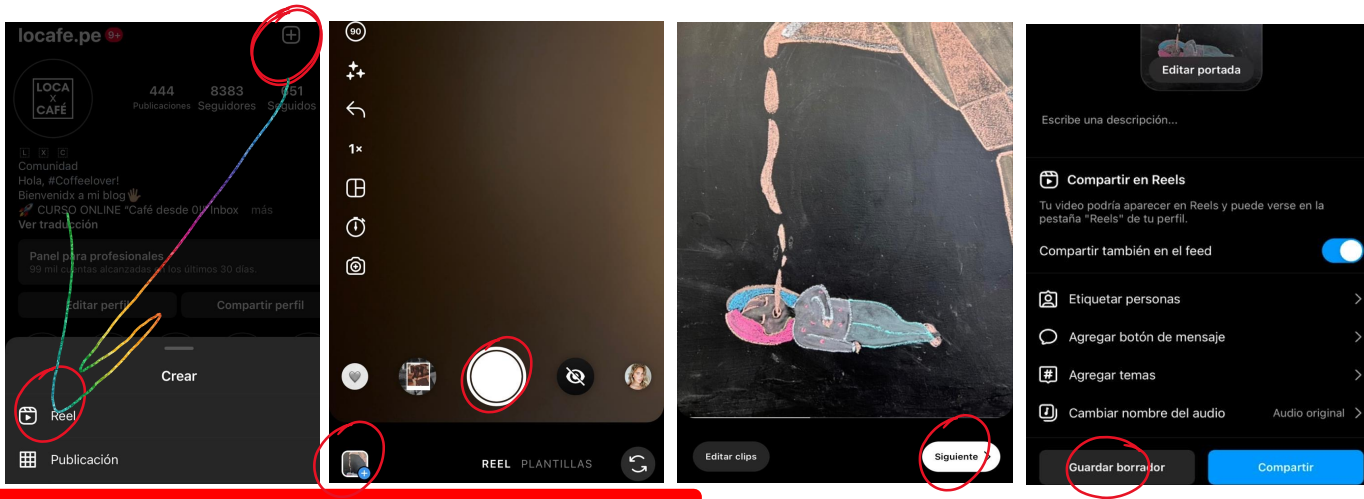 locafe.pe 9+
LOCA
X
CAFÉ
444 8383 651
Publicaciones Seguidores Seguidos
L X C
Comunidad
Hola, #Coffeelover!
Bienvenidx a mi blog🖐🏽
🚀 CURSO ONLINE "Café desde 0!! Inbox más
Ver traducción
Panel para profesionales
99 mil cuentas alcanzadas en los últimos 30 días.
Editar perfil Compartir perfil
Crear
Reel
Publicación
90
1×
REEL PLANTILLAS
Editar clips Siguiente
Editar portada
Escribe una descripción...
Compartir en Reels
Tu video podría aparecer en Reels y puede verse en la
pestaña "Reels" de tu perfil.
Compartir también en el feed
Etiquetar personas
Agregar botón de mensaje
# Agregar temas
Cambiar nombre del audio Audio original
Guardar borrador Compartir